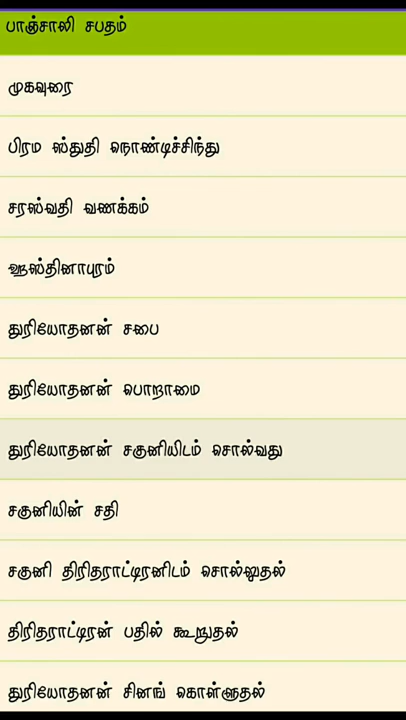 பாஞ்சாலி சபதம்
முகவுரை
பிரம ஸ்துதி நொண்டிச்சிந்து
சரஸ்வதி வணக்கம்
ஹஸ்தினாபுரம்
துரியோதனன் சபை
துரியோதனன் பொறாமை
துரியோதனன் சகுனியிடம் சொல்வது
சகுனியின் சதி
சகுனி திரிதராட்டிரனிடம் சொல்லுதல்
திரிதராட்டிரன் பதில் கூறுதல்
துரியோதனன் சினங் கொள்ளுதல்